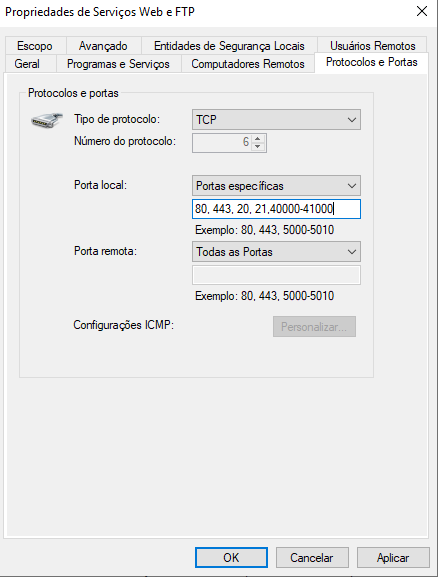 Propriedades de Serviços Web e FTP
Escopo Avançado Entidades de Segurança Locais Usuários Remotos
Geral Programas e Serviços Computadores Remotos Protocolos e Portas
Protocolos e portas
Tipo de protocolo: TCP
Número do protocolo: 6
Porta local: Portas específicas
80, 443, 20, 21,40000-41000
Exemplo: 80, 443, 5000-5010
Porta remota: Todas as Portas
Exemplo: 80, 443, 5000-5010
Configurações ICMP: Personalizar...
OK Cancelar Aplicar